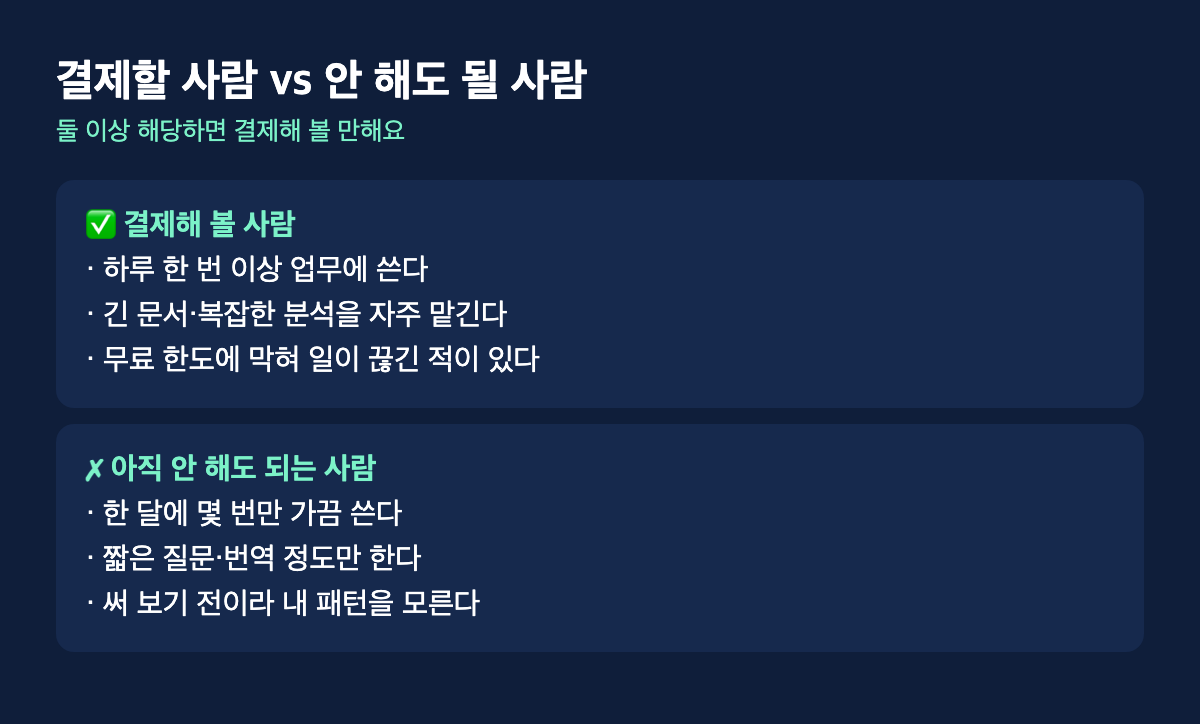 결제할 사람 vs 안 해도 될 사람
둘 이상 해당하면 결제해 볼 만해요
✅ 결제해 볼 사람
· 하루 한 번 이상 업무에 쓴다
· 긴 문서·복잡한 분석을 자주 맡긴다
· 무료 한도에 막혀 일이 끊긴 적이 있다
✗ 아직 안 해도 되는 사람
· 한 달에 몇 번만 가끔 쓴다
· 짧은 질문·번역 정도만 한다
· 써 보기 전이라 내 패턴을 모른다